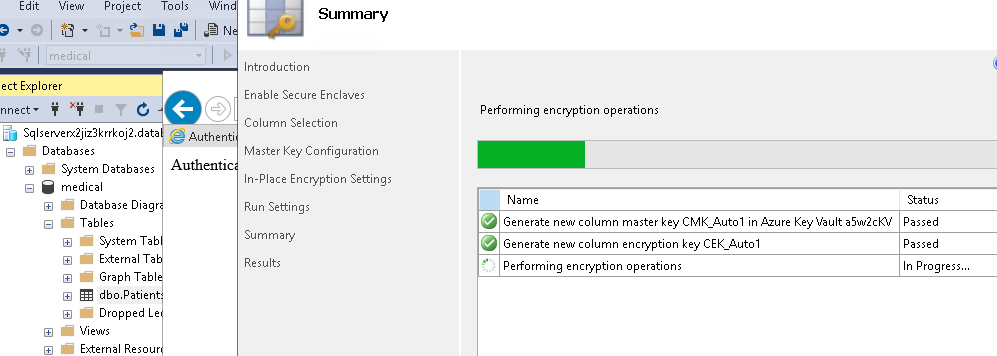 Edit View Project Tools Wind
Ne
medical
ect Explorer
nnect
Sqlserverx2jiz3krrkoj2.datab
Databases
System Databases
medical
Database Diagra
Tables
System Tabl
External Tab
Graph Table
dbo.Patients
Dropped Led
Views
External Resour
Authentic
Authentica
Summary
Introduction
Enable Secure Enclaves
Column Selection
Master Key Configuration
In-Place Encryption Settings
Run Settings
Summary
Results
Performing encryption operations
Name Status
Generate new column master key CMK_Auto1 in Azure Key Vault a5w2cKV Passed
Generate new column encryption key CEK_Auto1 Passed
Performing encryption operations In Progress...